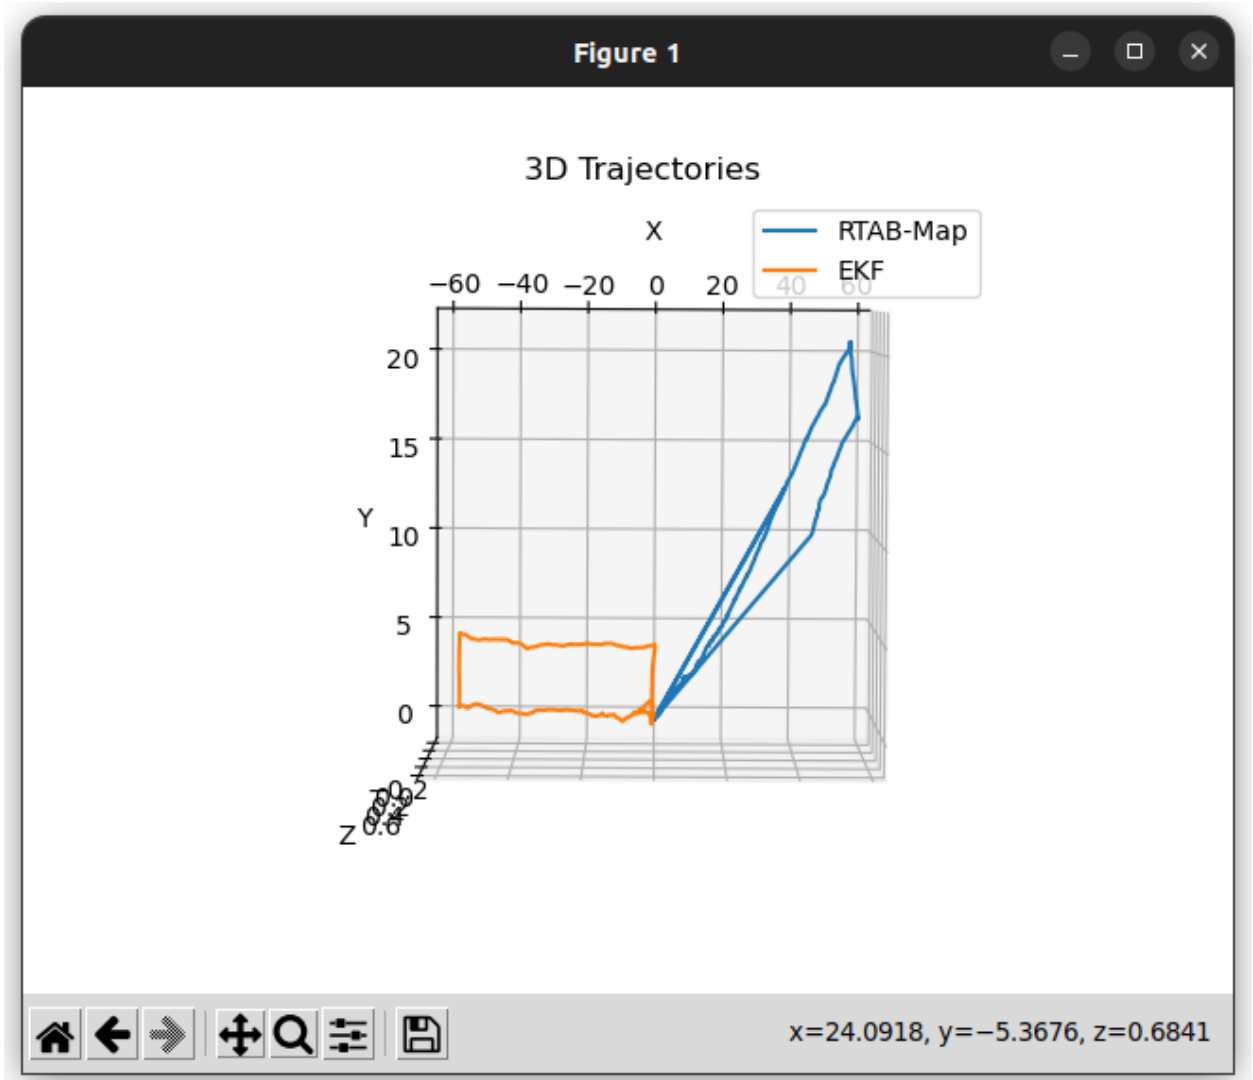 Figure 1
3D Trajectories
X
RTAB-Map
EKF
−60 −40 −20 0 20 40 60
20
15
Y
10
5
0
Z
x=24.0918, y=−5.3676, z=0.6841